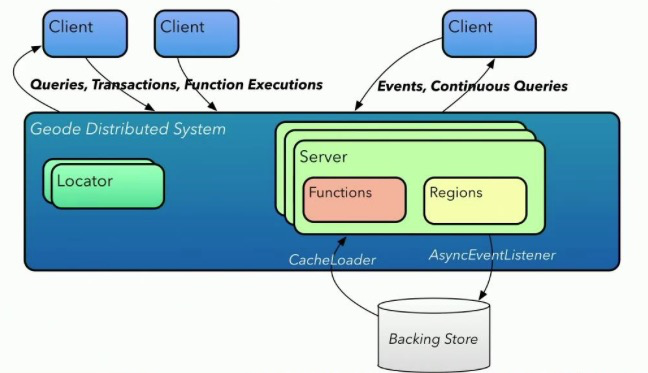 Client
Client
Client
Queries, Transactions, Function Executions
Events, Continuous Queries
Geode Distributed System
Locator
Server
Functions
Regions
CacheLoader
AsyncEventListener
Backing Store